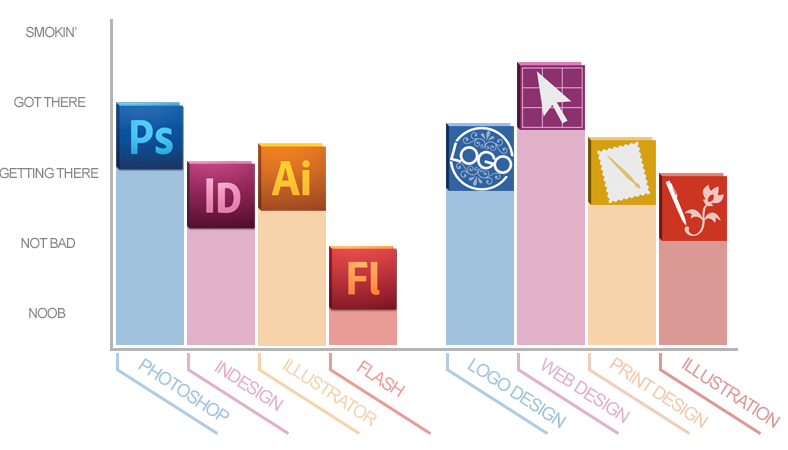 SMOKIN'
GOT THERE
GETTING THERE
NOT BAD
NOOB
Ps
ID
Ai
Fl
LOGO
PHOTOSHOP
INDESIGN
ILLUSTRATOR
FLASH
LOGO DESIGN
WEB DESIGN
PRINT DESIGN
ILLUSTRATION